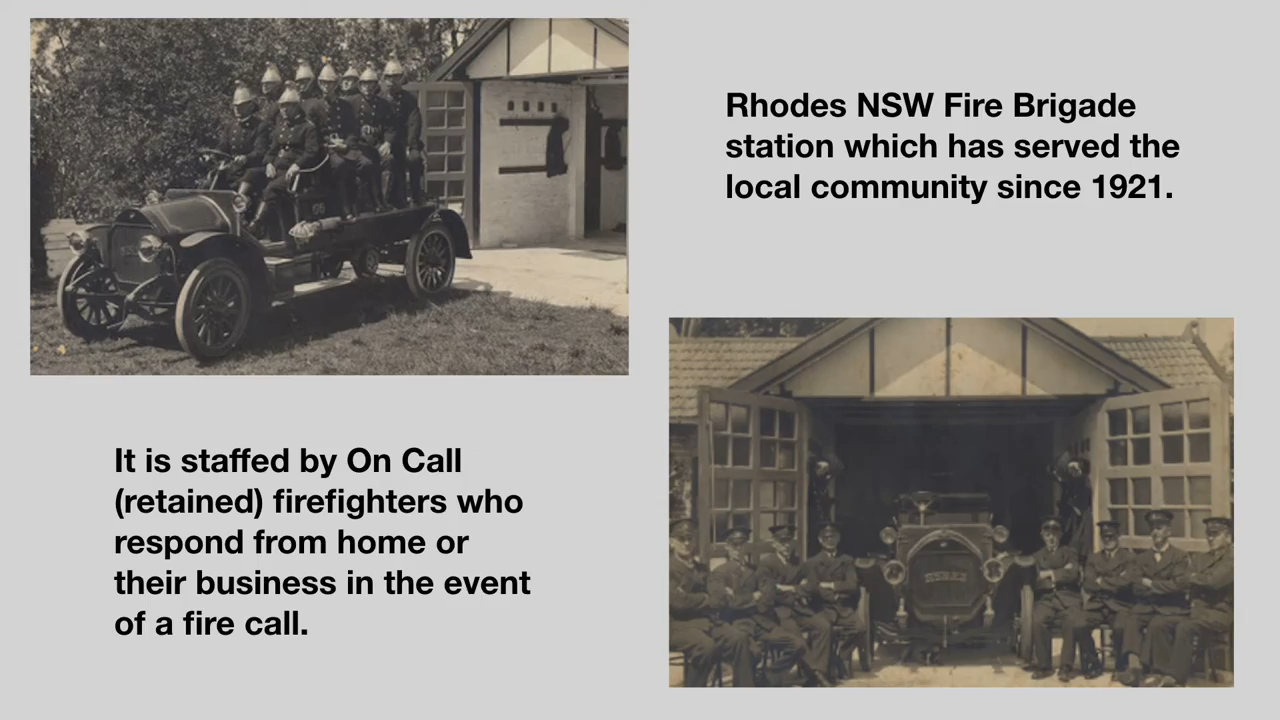 Rhodes NSW Fire Brigade
station which has served the
local community since 1921.
It is staffed by On Call
(retained) firefighters who
respond from home or
their business in the event
of a fire call.